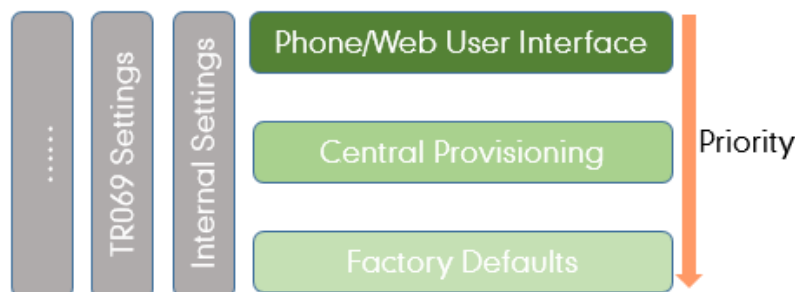 ......
TR069 Settings
Internal Settings
Phone/Web User Interface
Central Provisioning
Factory Defaults
Priority